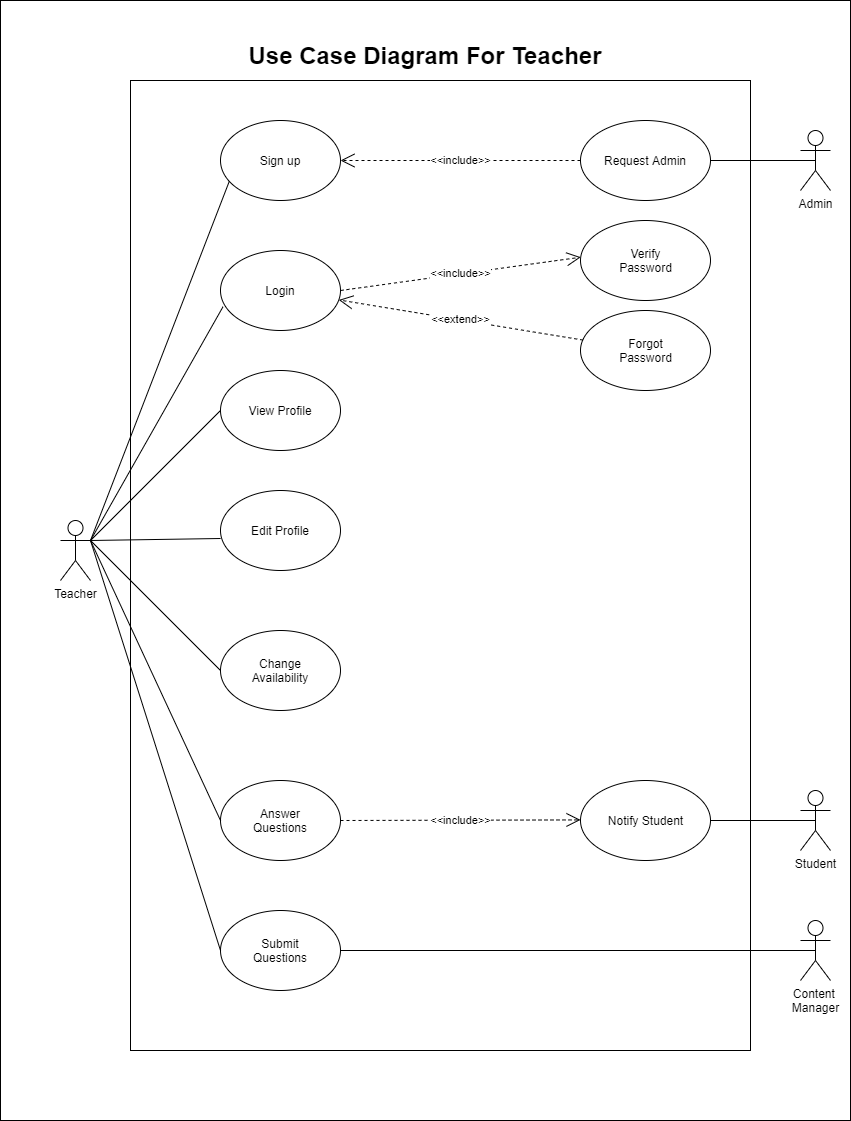 Use Case Diagram For Teacher
Sign up
<<include>>
Request Admin
Admin
Verify
Password
Login
<<include>>
<<extend>>
Forgot
Password
View Profile
Edit Profile
Teacher
Change
Availability
Answer
Questions
<<include>>
Notify Student
Student
Submit
Questions
Content
Manager